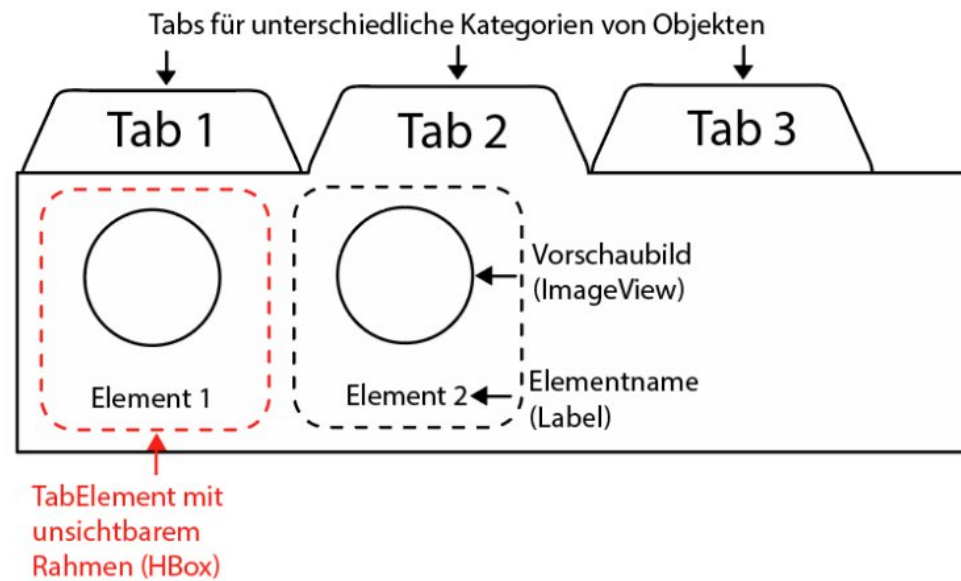 Tabs für unterschiedliche Kategorien von Objekten
Tab 1
Tab 2
Tab 3
Vorschaubild
(ImageView)
Element 1
Element 2
Elementname
(Label)
TabElement mit
unsichtbarem
Rahmen (HBox)